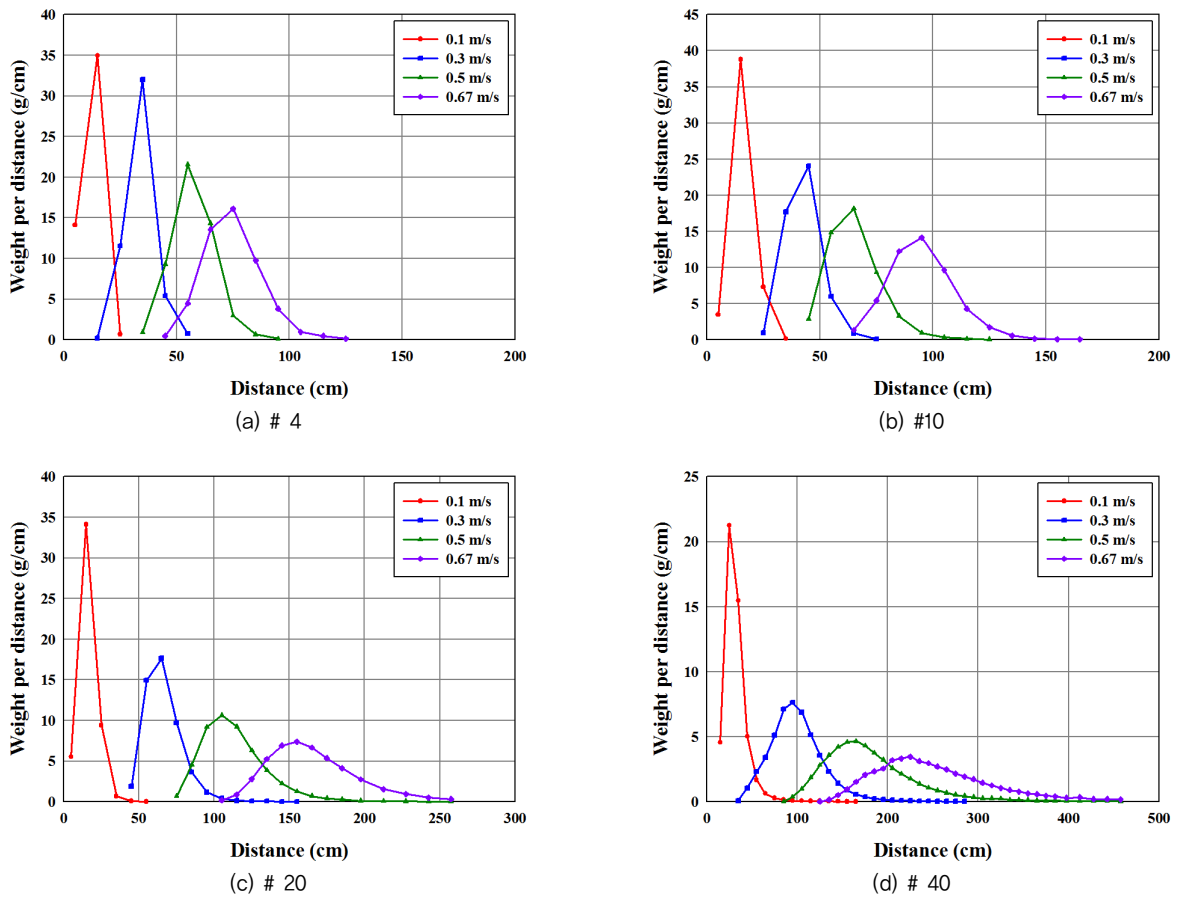 40
35
30
25
20
15
10
5
0
Weight per distance (g/cm)
0.1 m/s
0.3 m/s
0.5 m/s
0.67 m/s
0 50 100 150 200
Distance (cm)
(a) # 4
45
40
35
30
25
20
15
10
5
0
Weight per distance (g/cm)
0.1 m/s
0.3 m/s
0.5 m/s
0.67 m/s
0 50 100 150 200
Distance (cm)
(b) #10
40
35
30
25
20
15
10
5
0
Weight per distance (g/cm)
0.1 m/s
0.3 m/s
0.5 m/s
0.67 m/s
0 50 100 150 200 250 300
Distance (cm)
(c) # 20
25
20
15
10
5
0
Weight per distance (g/cm)
0.1 m/s
0.3 m/s
0.5 m/s
0.67 m/s
0 100 200 300 400 500
Distance (cm)
(d) # 40